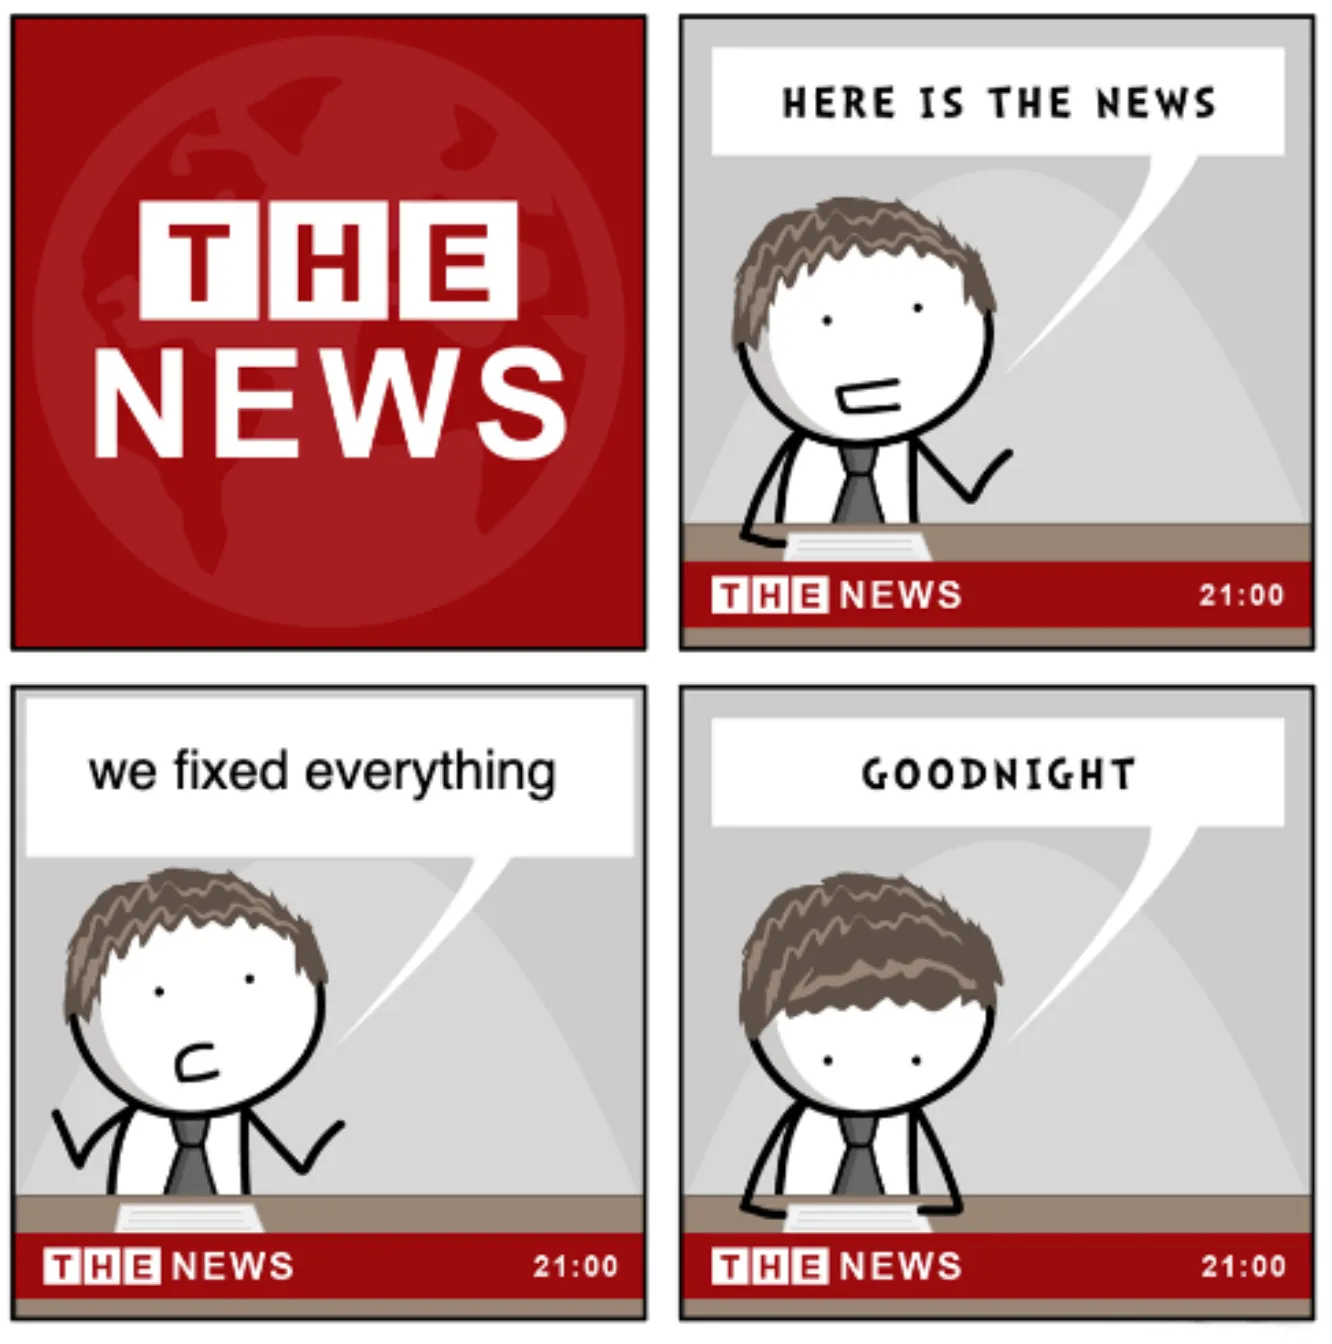 THE
NEWS
HERE IS THE NEWS
THE NEWS 21:00
we fixed everything
THE NEWS 21:00
GOODNIGHT
THE NEWS 21:00